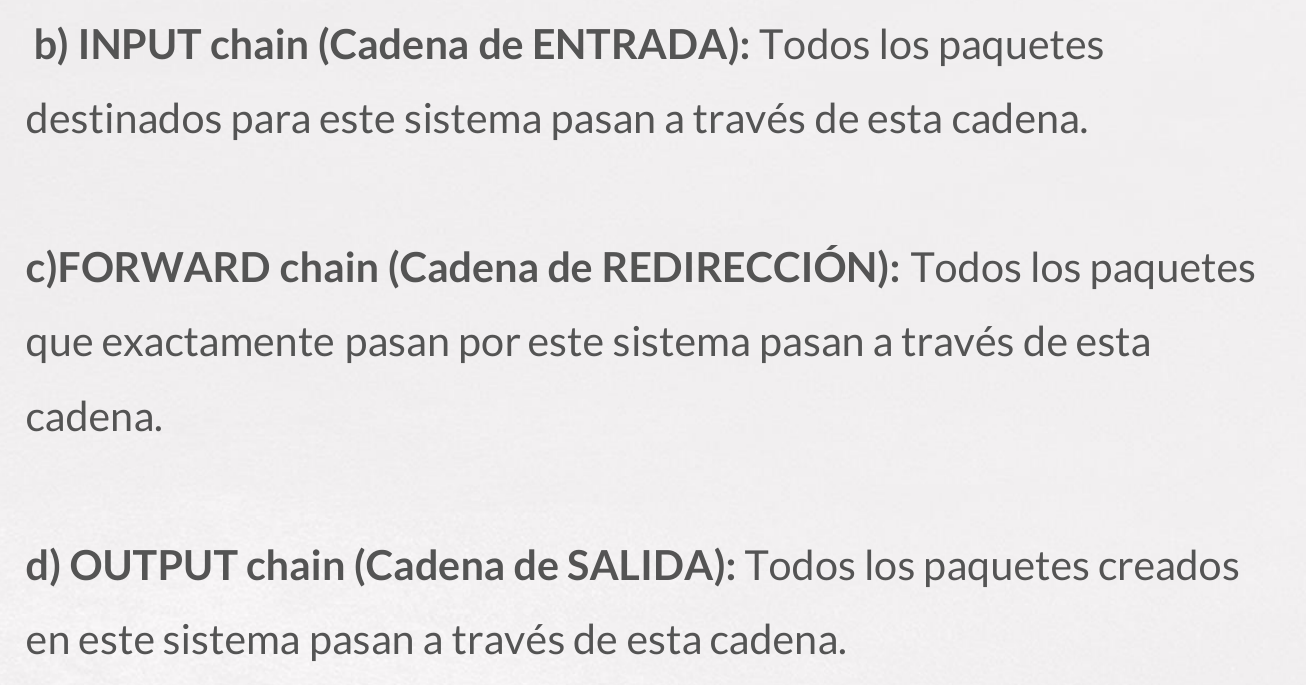 b) INPUT chain (Cadena de ENTRADA): Todos los paquetes
destinados para este sistema pasan a través de esta cadena.
c)FORWARD chain (Cadena de REDIRECCIÓN): Todos los paquetes
que exactamente pasan por este sistema pasan a través de esta
cadena.
d) OUTPUT chain (Cadena de SALIDA): Todos los paquetes creados
en este sistema pasan a través de esta cadena.